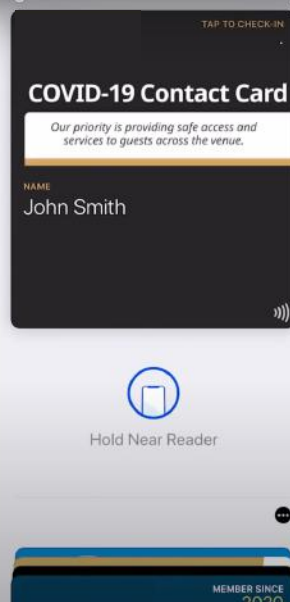 TAP TO CHECK-IN
COVID-19 Contact Card
Our priority is providing safe access and
services to guests across the venue.
NAME
John Smith
Hold Near Reader
MEMBER SINCE
2020